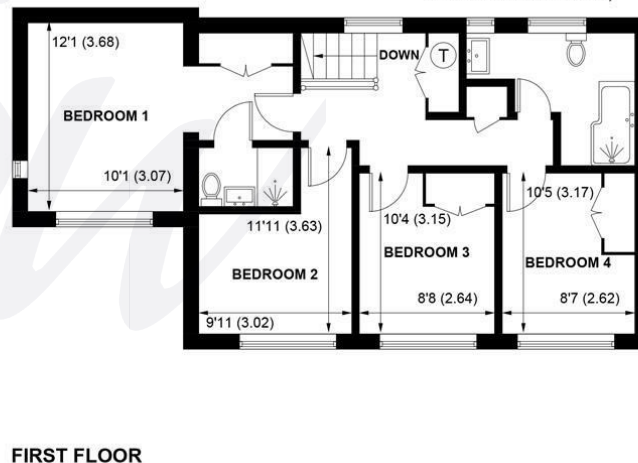 12'1 (3.68)
DOWN
T
BEDROOM 1
10'1 (3.07)
10'5 (3.17)
11'11 (3.63)
10'4 (3.15)
BEDROOM 2
BEDROOM 3
BEDROOM 4
9'11 (3.02)
8'8 (2.64)
8'7 (2.62)
FIRST FLOOR